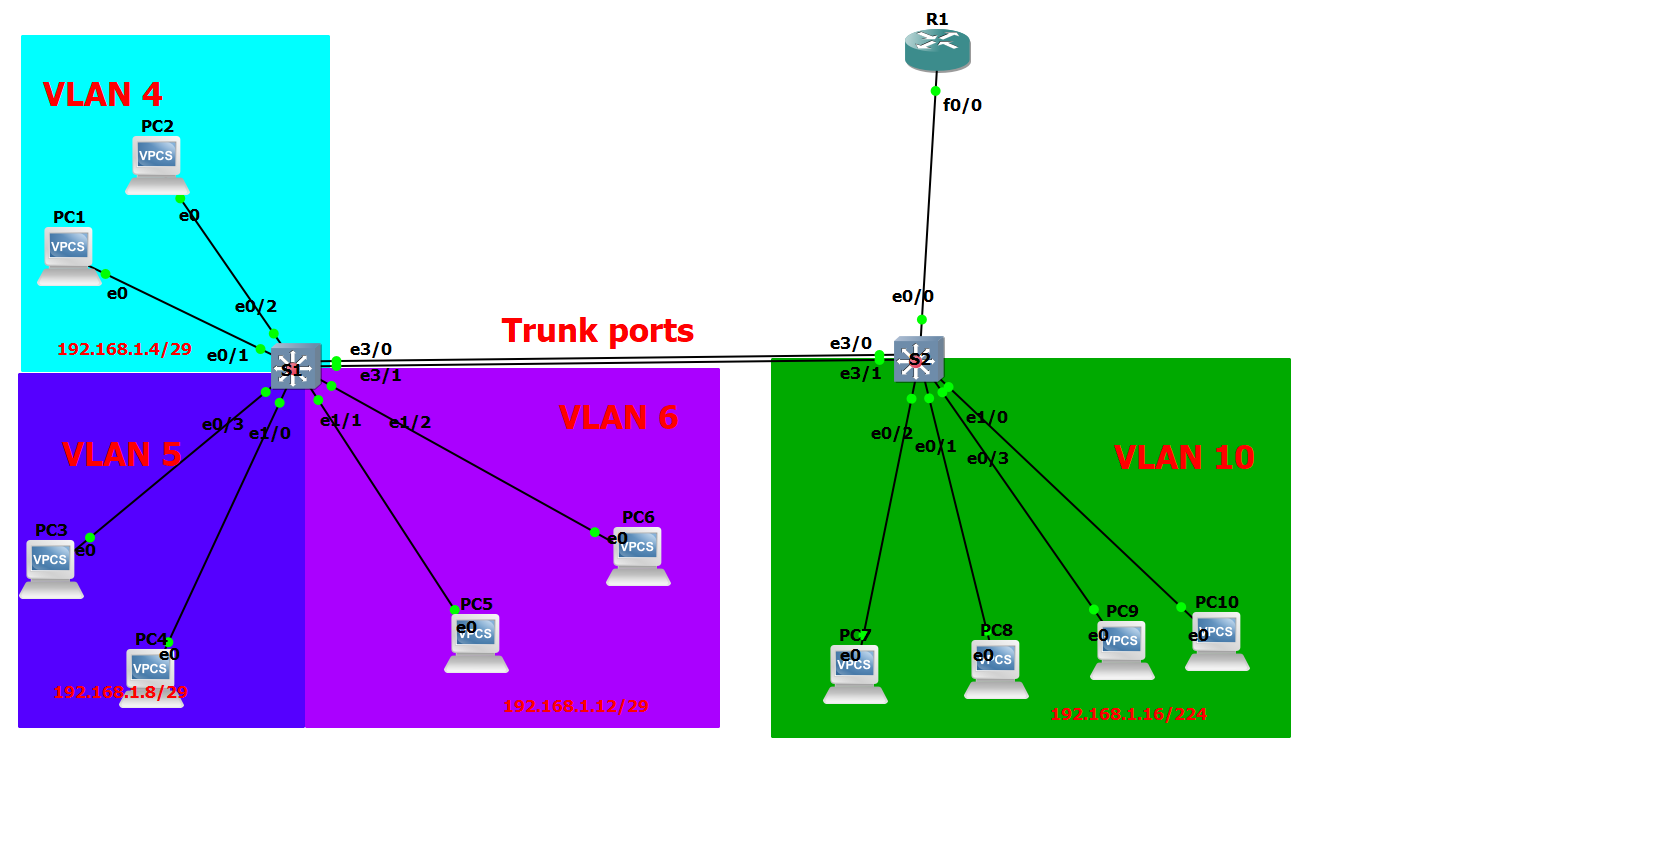 R1
f0/0
VLAN 4
PC2
VPCS
e0
PC1
VPCS
e0
e0/2
e0/1
192.168.1.4/29
S1
e3/0
e3/1
Trunk ports
e0/0
e3/0
e3/1
S2
VLAN 5
e0/3
e1/0
PC3
VPCS
e0
PC4
VPCS
e0
192.168.1.8/29
VLAN 6
e1/1
e1/2
PC6
VPCS
e0
PC5
VPCS
e0
192.168.1.12/29
VLAN 10
e0/2
e0/1
e0/3
e1/0
PC7
VPCS
e0
PC8
VPCS
e0
PC9
VPCS
e0
PC10
VPCS
e0
192.168.1.16/224